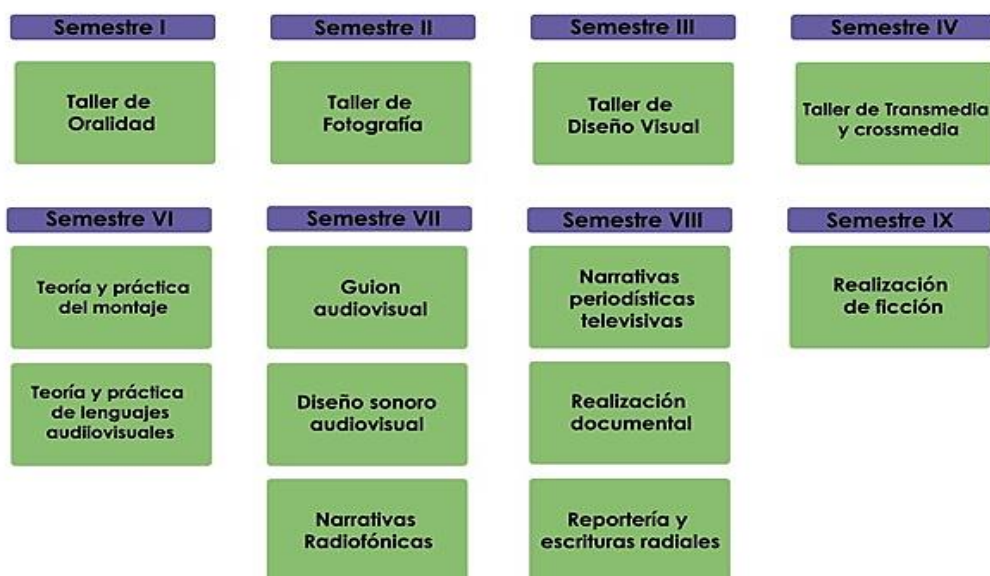 Semestre I
Semestre II
Semestre III
Semestre IV
Taller de
Oralidad
Taller de
Fotografía
Taller de
Diseño Visual
Taller de Transmedia
y crossmedia
Semestre VI
Semestre VII
Semestre VIII
Semestre IX
Teoría y práctica
del montaje
Guion
audiovisual
Narrativas
periodísticas
televisivas
Realización
de ficción
Teoría y práctica
de lenguajes
audiiovisuales
Diseño sonoro
audiovisual
Realización
documental
Narrativas
Radiofónicas
Reportería y
escrituras radiales